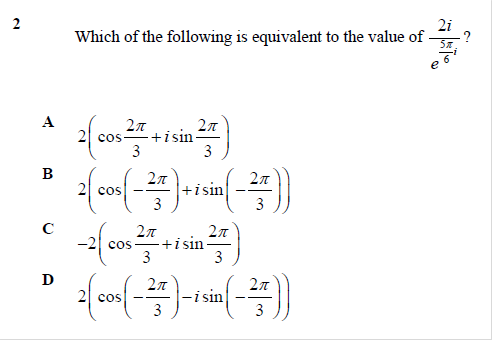 2 Which of the following is equivalent to the value of \frac{2i}{e^{\frac{5\pi}{6}i}} ?
A 2\left(\cos\frac{2\pi}{3}+i\sin\frac{2\pi}{3}\right)
B 2\left(\cos\left(-\frac{2\pi}{3}\right)+i\sin\left(-\frac{2\pi}{3}\right)\right)
C -2\left(\cos\frac{2\pi}{3}+i\sin\frac{2\pi}{3}\right)
D 2\left(\cos\left(-\frac{2\pi}{3}\right)-i\sin\left(-\frac{2\pi}{3}\right)\right)